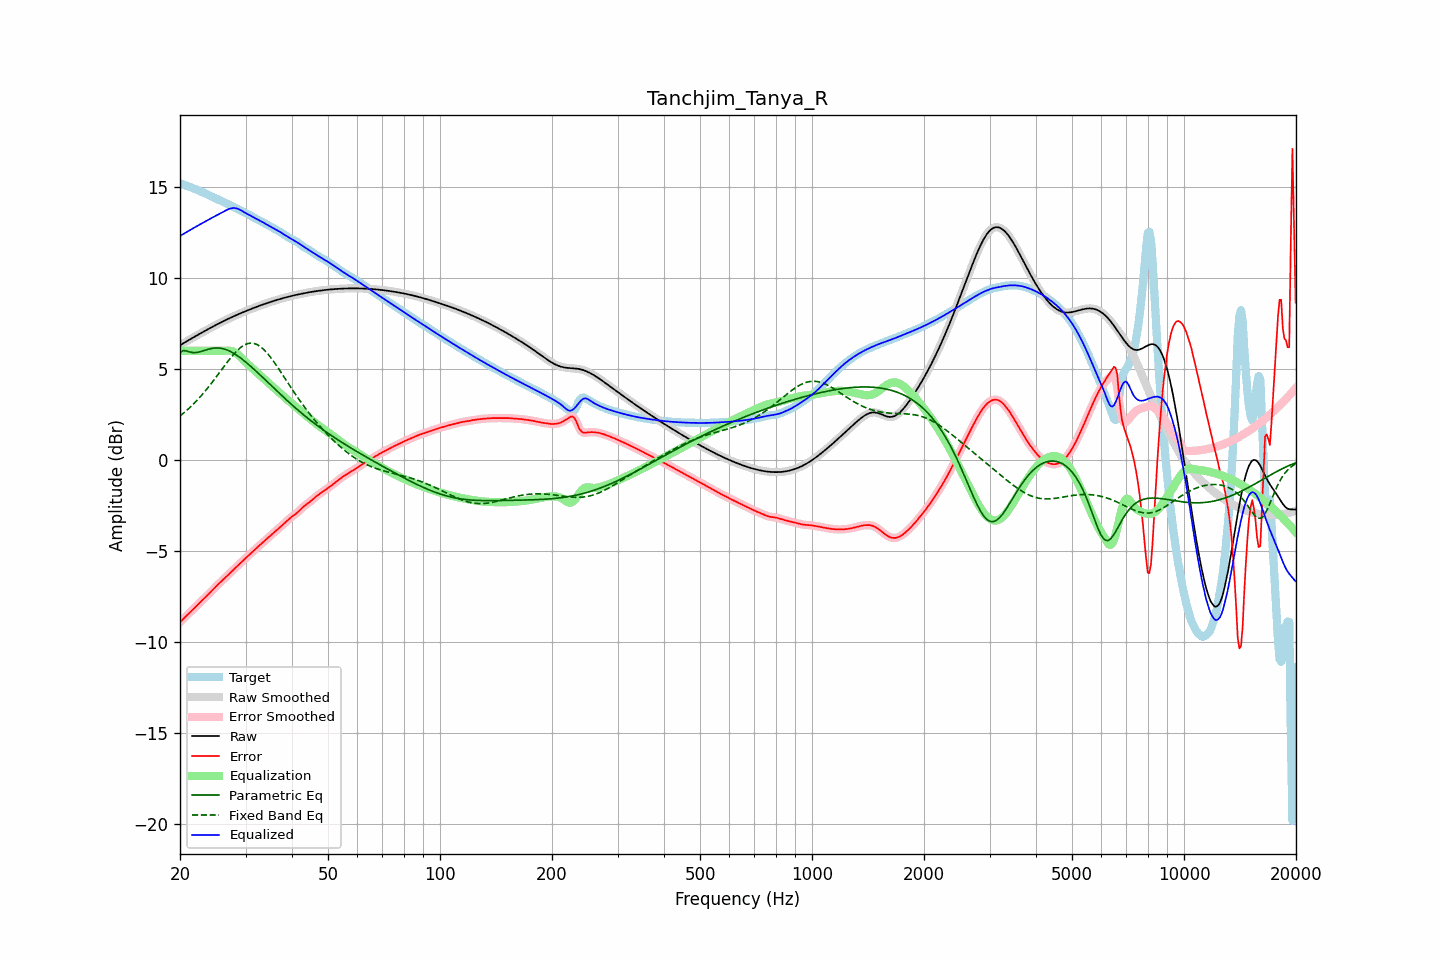 Tanchjim_Tanya_R
Amplitude (dBr)
15
10
5
0
−5
−10
−15
−20
Target
Raw Smoothed
Error Smoothed
Raw
Error
Equalization
Parametric Eq
Fixed Band Eq
Equalized
20 50 100 200 500 1000 2000 5000 10000 20000
Frequency (Hz)